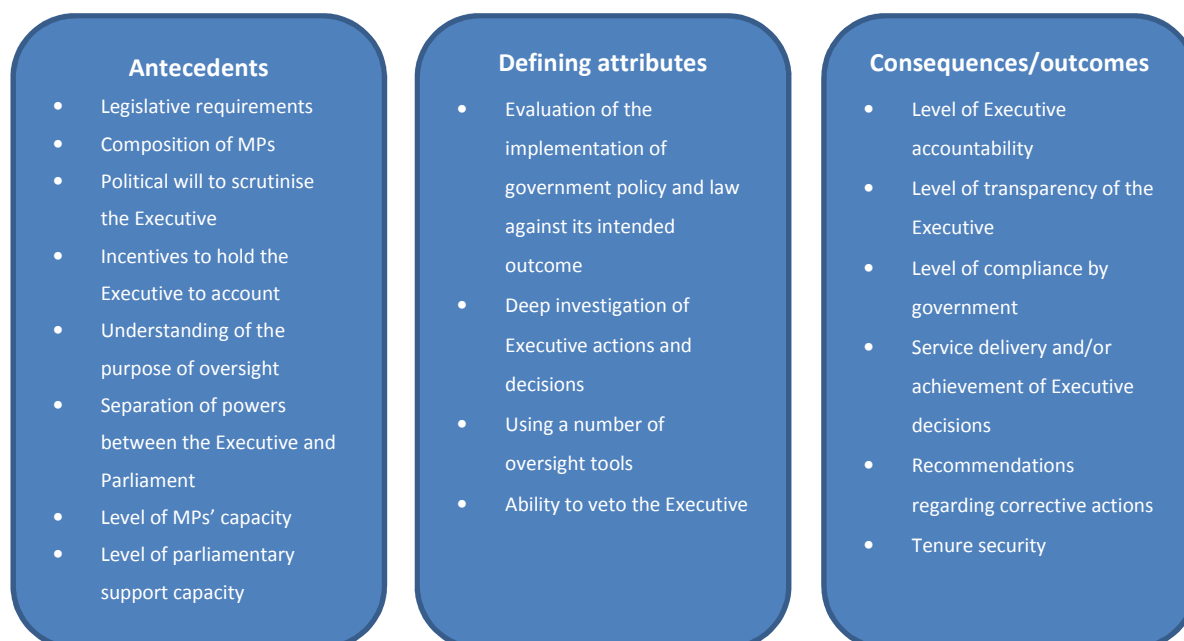 Antecedents
• Legislative requirements
• Composition of MPs
• Political will to scrutinise
the Executive
• Incentives to hold the
Executive to account
• Understanding of the
purpose of oversight
• Separation of powers
between the Executive and
Parliament
• Level of MPs’ capacity
• Level of parliamentary
support capacity
Defining attributes
• Evaluation of the
implementation of
government policy and law
against its intended
outcome
• Deep investigation of
Executive actions and
decisions
• Using a number of
oversight tools
• Ability to veto the Executive
Consequences/outcomes
• Level of Executive
accountability
• Level of transparency of the
Executive
• Level of compliance by
government
• Service delivery and/or
achievement of Executive
decisions
• Recommendations
regarding corrective actions
• Tenure security